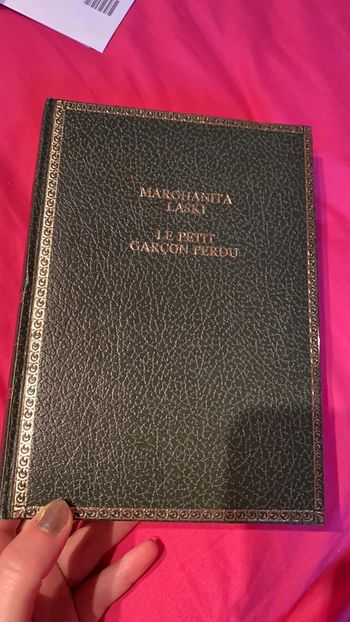 MARGHANITA
LASKI
LE PETIT
GARÇON PERDU